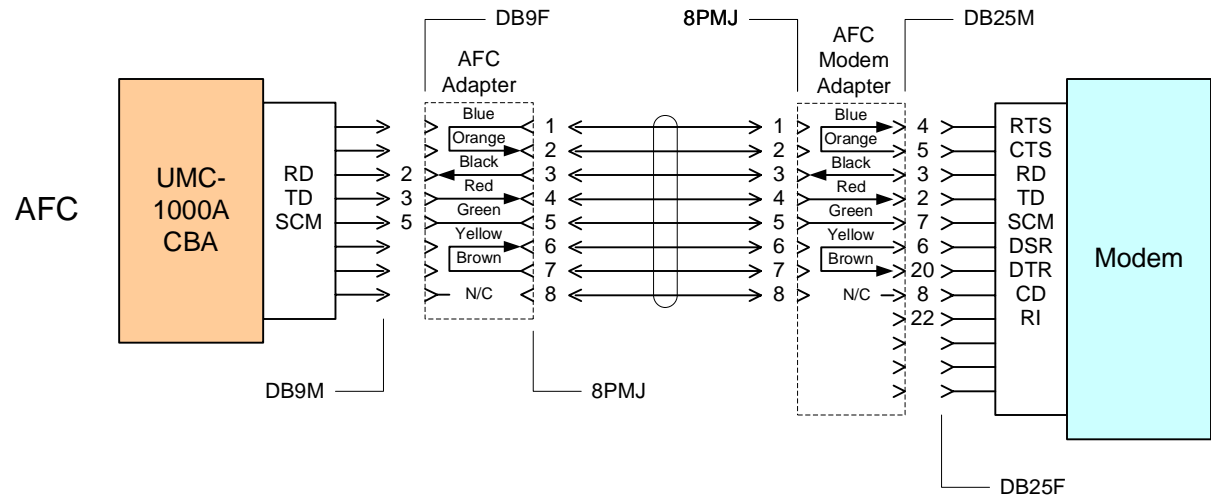 DB9F
8PMJ
DB25M
AFC
Adapter
AFC
Modem
Adapter
AFC
UMC-
1000A
CBA
RD
TD
SCM
2
3
5
Blue
Orange
Black
Red
Green
Yellow
Brown
N/C
1
2
3
4
5
6
7
8
1
2
3
4
5
6
7
8
Blue
Orange
Black
Red
Green
Yellow
Brown
N/C
4
5
3
2
7
6
20
8
22
RTS
CTS
RD
TD
SCM
DSR
DTR
CD
RI
Modem
DB9M
8PMJ
DB25F